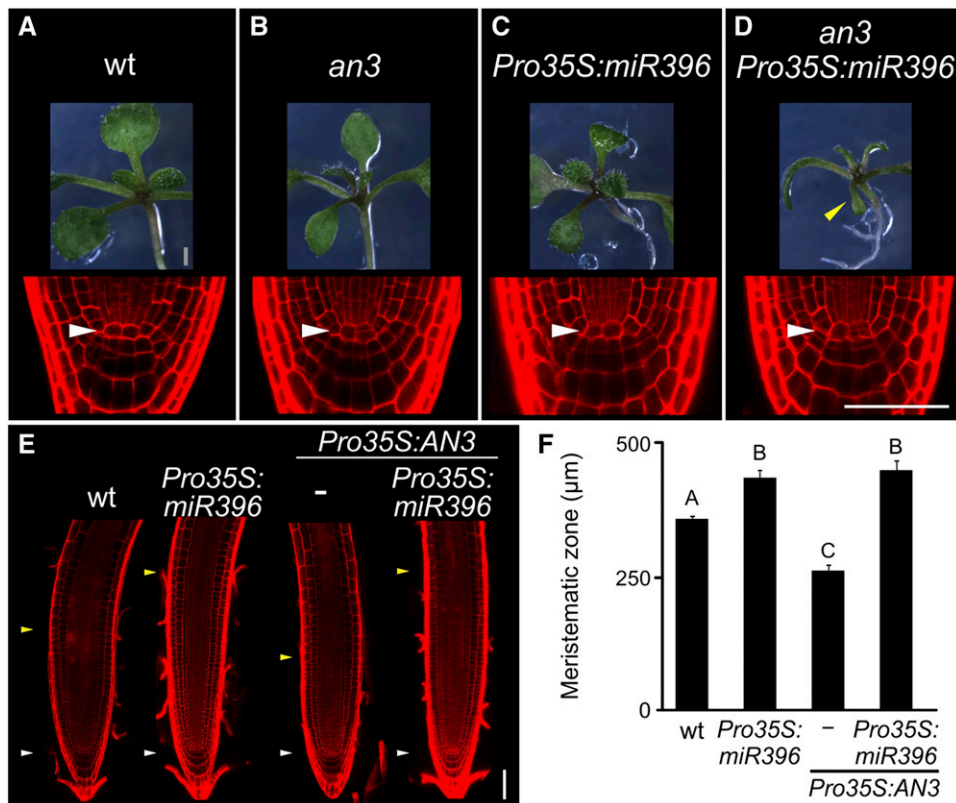 A
wt
B
an3
C
Pro35S:miR396
D
an3
Pro35S:miR396
E
wt
Pro35S:
miR396
Pro35S:AN3
–
Pro35S:
miR396
F
Meristematic zone (µm)
500
250
0
A
B
C
B
wt
Pro35S:
miR396
–
Pro35S:
miR396
Pro35S:AN3